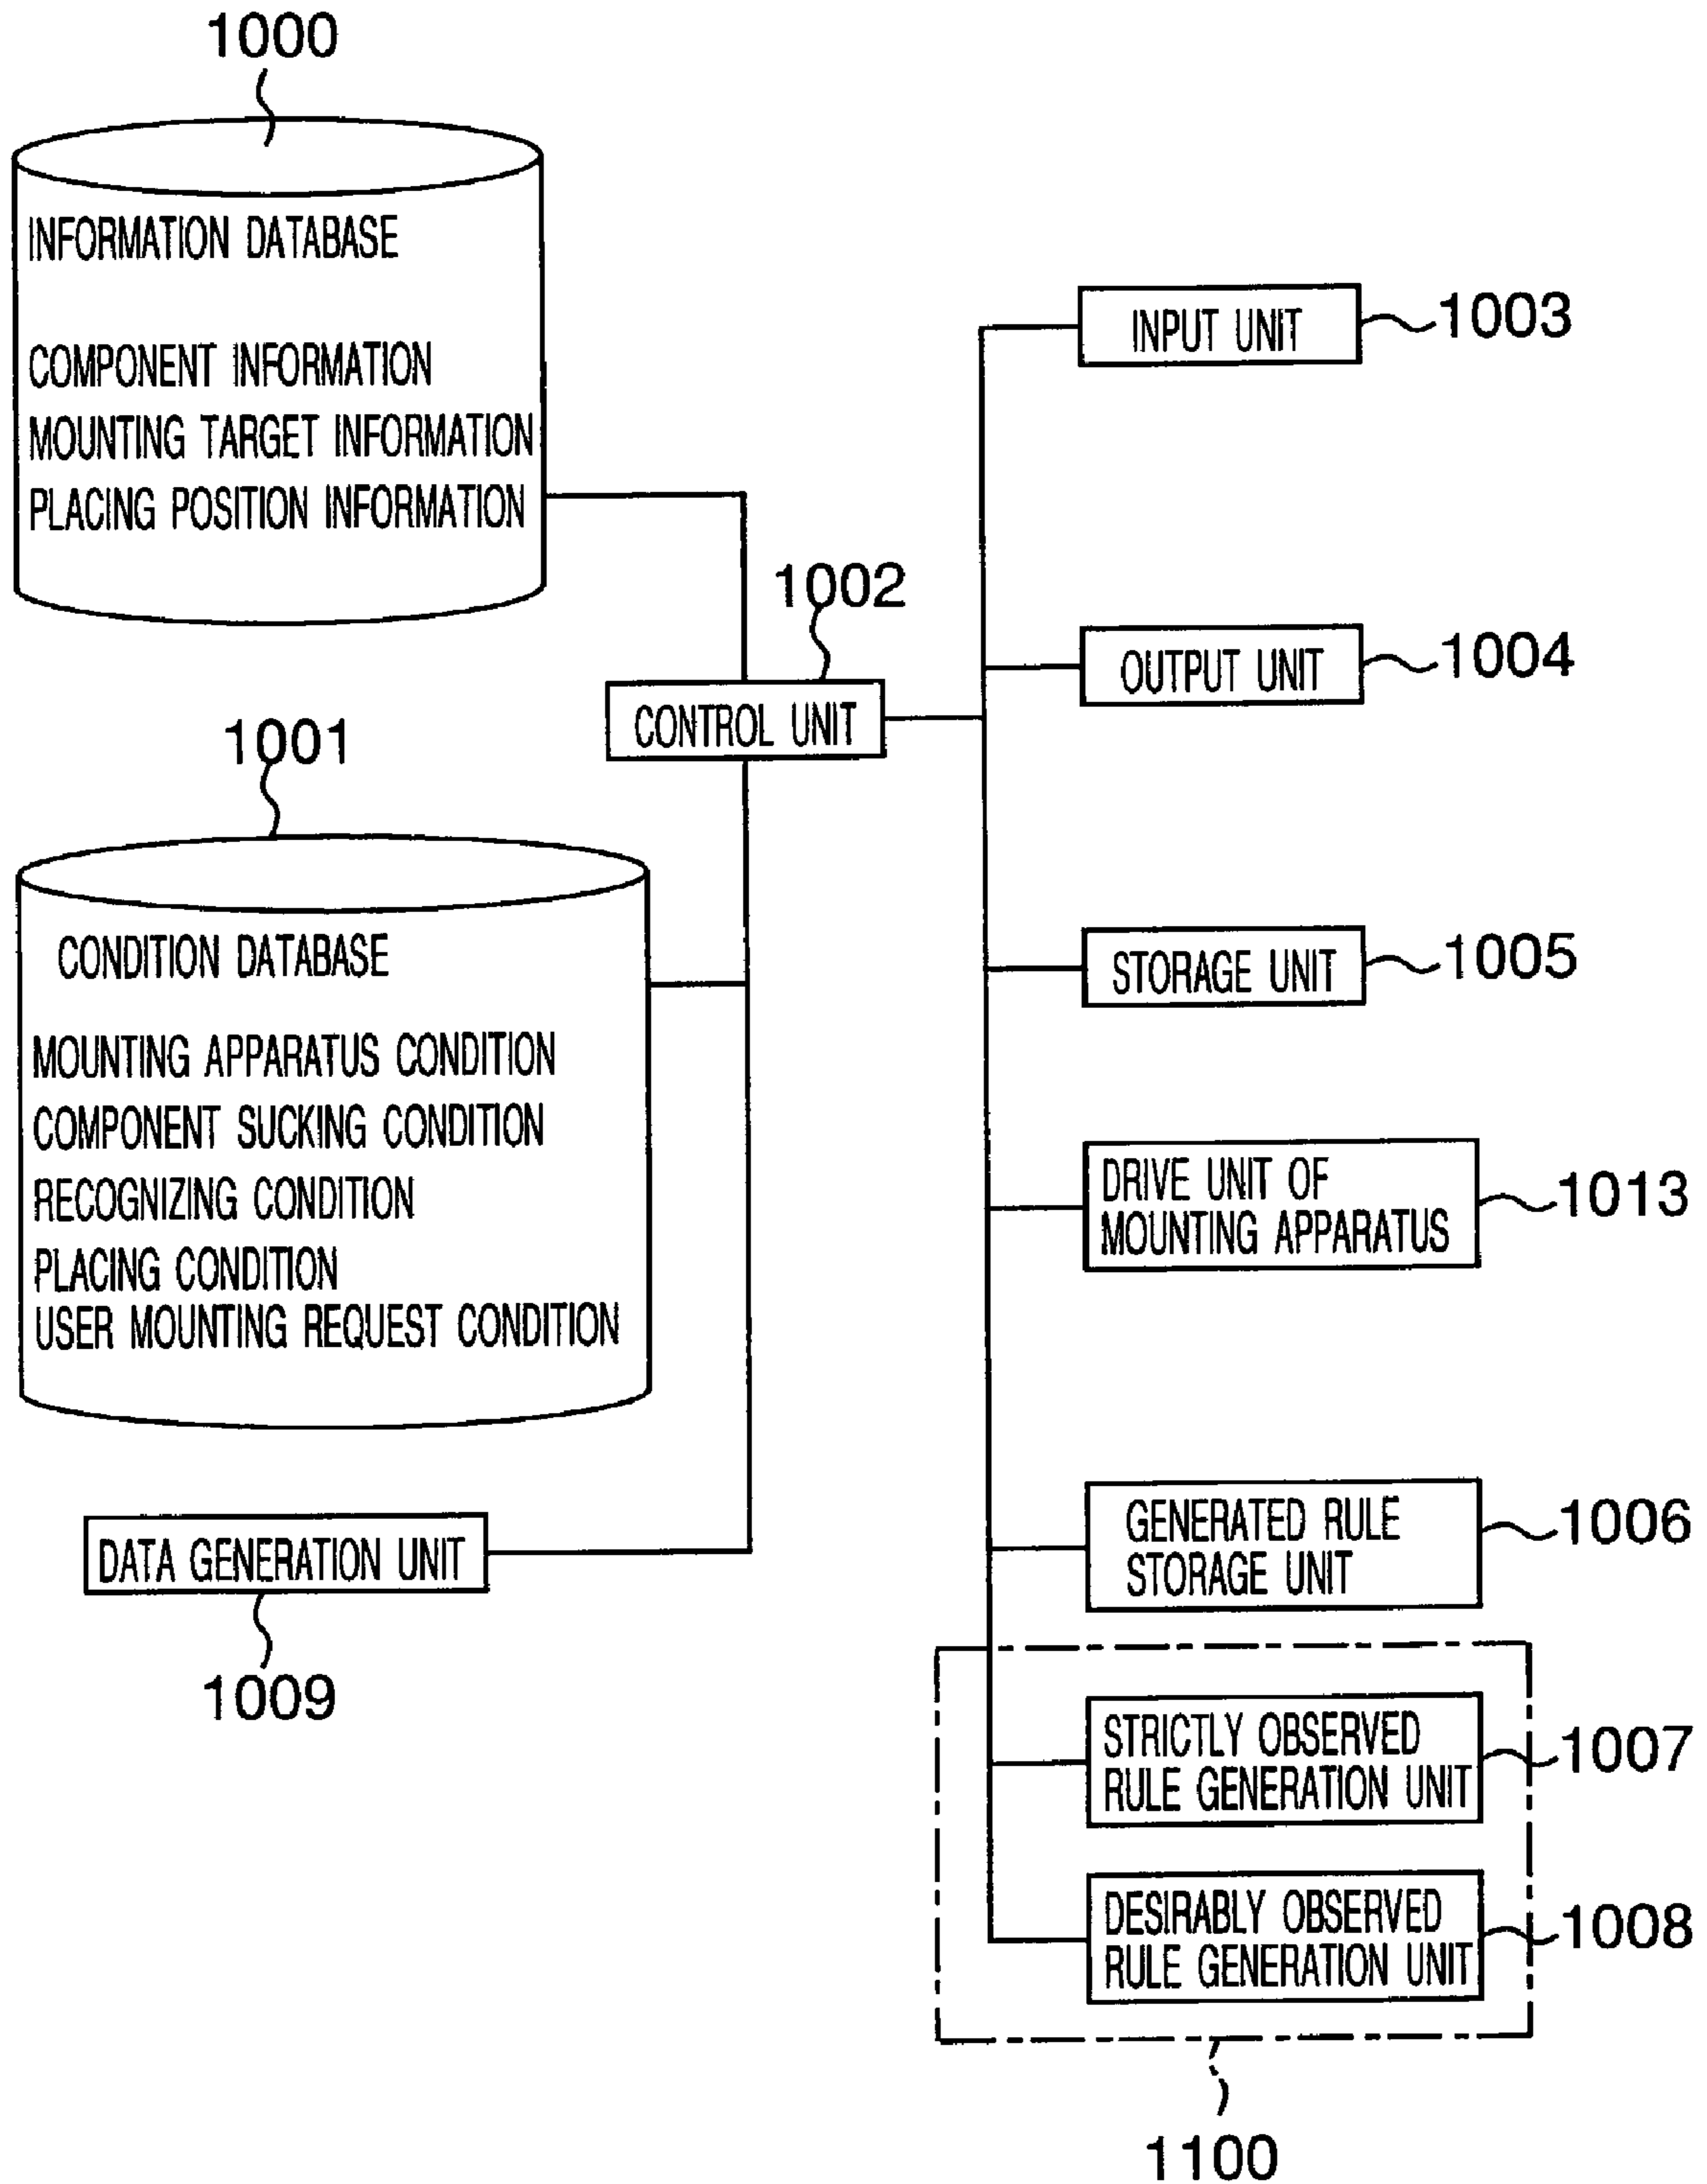 1000
INFORMATION DATABASE
COMPONENT INFORMATION
MOUNTING TARGET INFORMATION
PLACING POSITION INFORMATION
1001
CONDITION DATABASE
MOUNTING APPARATUS CONDITION
COMPONENT SUCKING CONDITION
RECOGNIZING CONDITION
PLACING CONDITION
USER MOUNTING REQUEST CONDITION
DATA GENERATION UNIT
1009
1002
CONTROL UNIT
INPUT UNIT
1003
OUTPUT UNIT
1004
STORAGE UNIT
1005
DRIVE UNIT OF
MOUNTING APPARATUS
1013
GENERATED RULE
STORAGE UNIT
1006
STRICTLY OBSERVED
RULE GENERATION UNIT
1007
DESIRABLY OBSERVED
RULE GENERATION UNIT
1008
1100